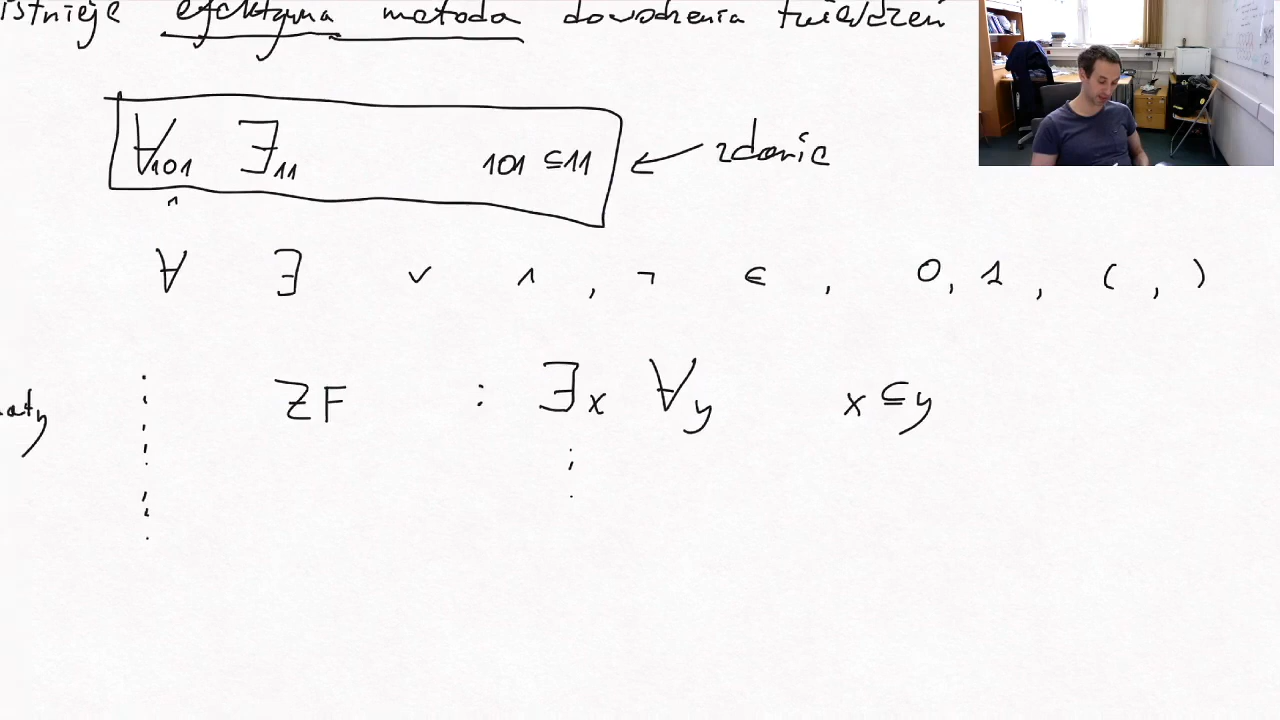 istnieje efektywna metoda dowodzenia twierdzeń
∀101 ∃11 101 ⊆ 11 ← zdanie
∀ ∃ ∨ ∧ , ¬ ∈ , 0, 1 , ( , )
ZF : ∃x ∀y x ⊆ y